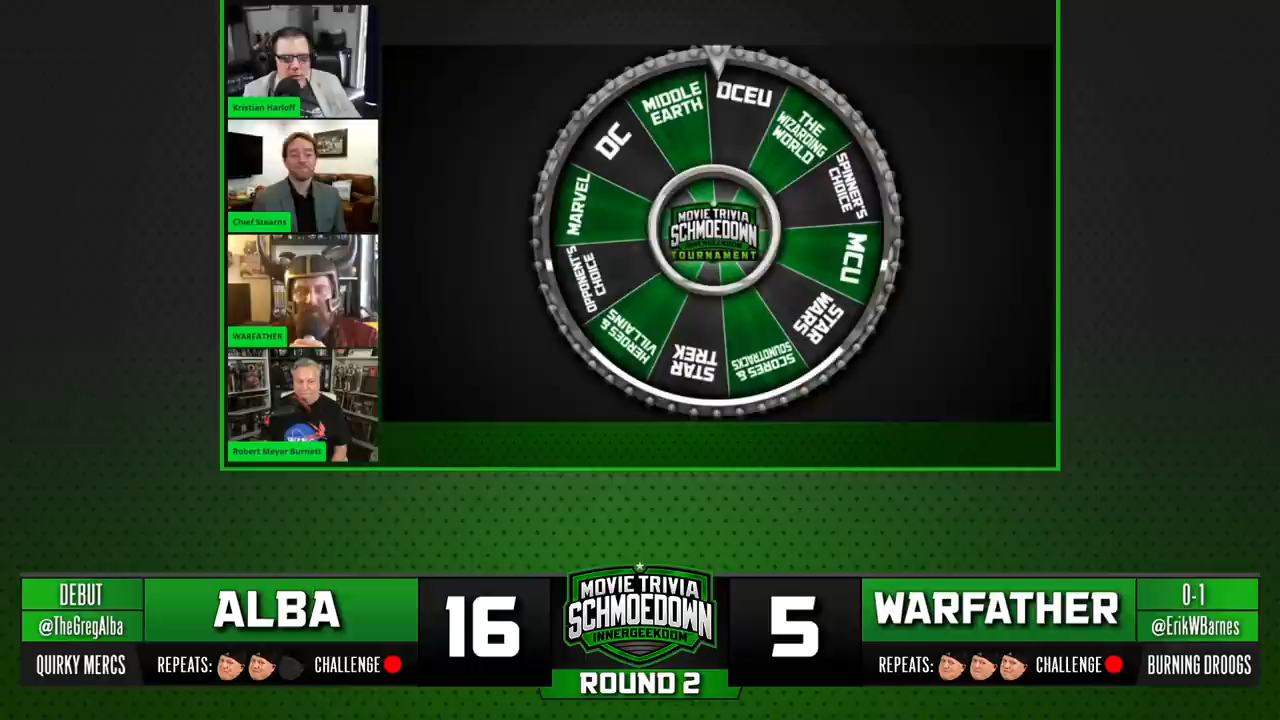 Kristian Harloff
Chief Stearns
WARFATHER
Robert Meyer Burnett
DCEU
THE
WIZARDING
WORLD
SPINNER'S
CHOICE
MCU
STAR
WARS
SCORES &
SOUNDTRACKS
STAR
TREK
HEROES &
VILLAINS
OPPONENT'S
CHOICE
MARVEL
DC
MIDDLE
EARTH
MOVIE TRIVIA
SCHMOEDOWN
INNERGEEKDOM
TOURNAMENT
DEBUT
@TheGregAlba
ALBA
16
QUIRKY MERCS
REPEATS:
CHALLENGE
MOVIE TRIVIA
SCHMOEDOWN
INNERGEEKDOM
ROUND 2
5
WARFATHER
0-1
@ErikWBarnes
REPEATS:
CHALLENGE
BURNING DROOGS